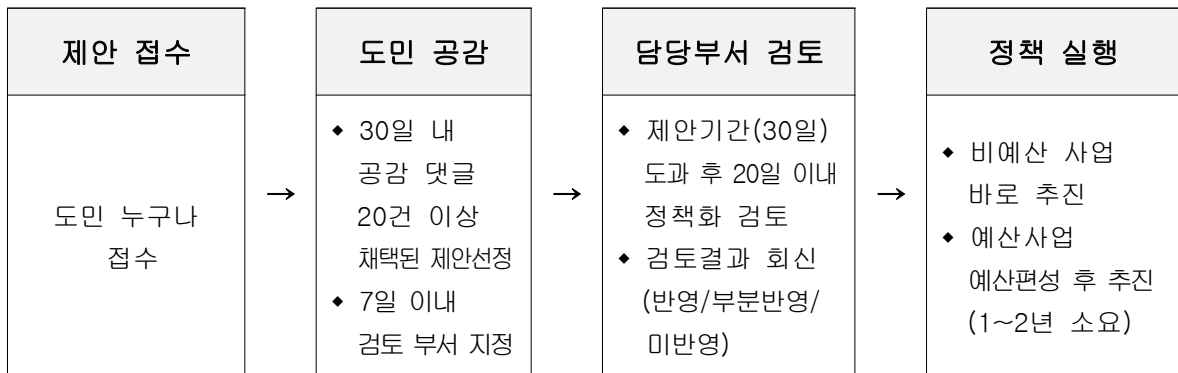 제안 접수
도민 누구나
접수
→
도민 공감
◆ 30일 내
공감 댓글
20건 이상
채택된 제안선정
◆ 7일 이내
검토 부서 지정
→
담당부서 검토
◆ 제안기간(30일)
도과 후 20일 이내
정책화 검토
◆ 검토결과 회신
(반영/부분반영/
미반영)
→
정책 실행
◆ 비예산 사업
바로 추진
◆ 예산사업
예산편성 후 추진
(1~2년 소요)